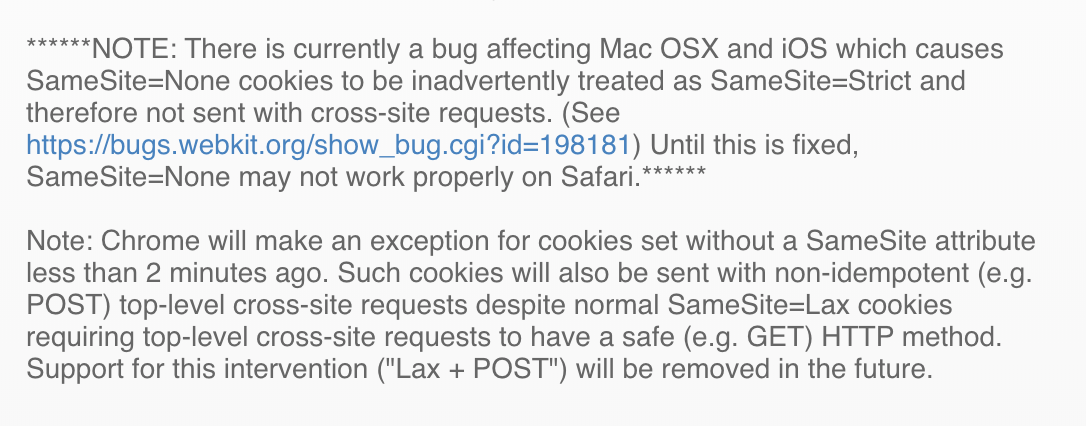 ******NOTE: There is currently a bug affecting Mac OSX and iOS which causes
SameSite=None cookies to be inadvertently treated as SameSite=Strict and
therefore not sent with cross-site requests. (See
https://bugs.webkit.org/show_bug.cgi?id=198181) Until this is fixed,
SameSite=None may not work properly on Safari.******
Note: Chrome will make an exception for cookies set without a SameSite attribute
less than 2 minutes ago. Such cookies will also be sent with non-idempotent (e.g.
POST) top-level cross-site requests despite normal SameSite=Lax cookies
requiring top-level cross-site requests to have a safe (e.g. GET) HTTP method.
Support for this intervention ("Lax + POST") will be removed in the future.